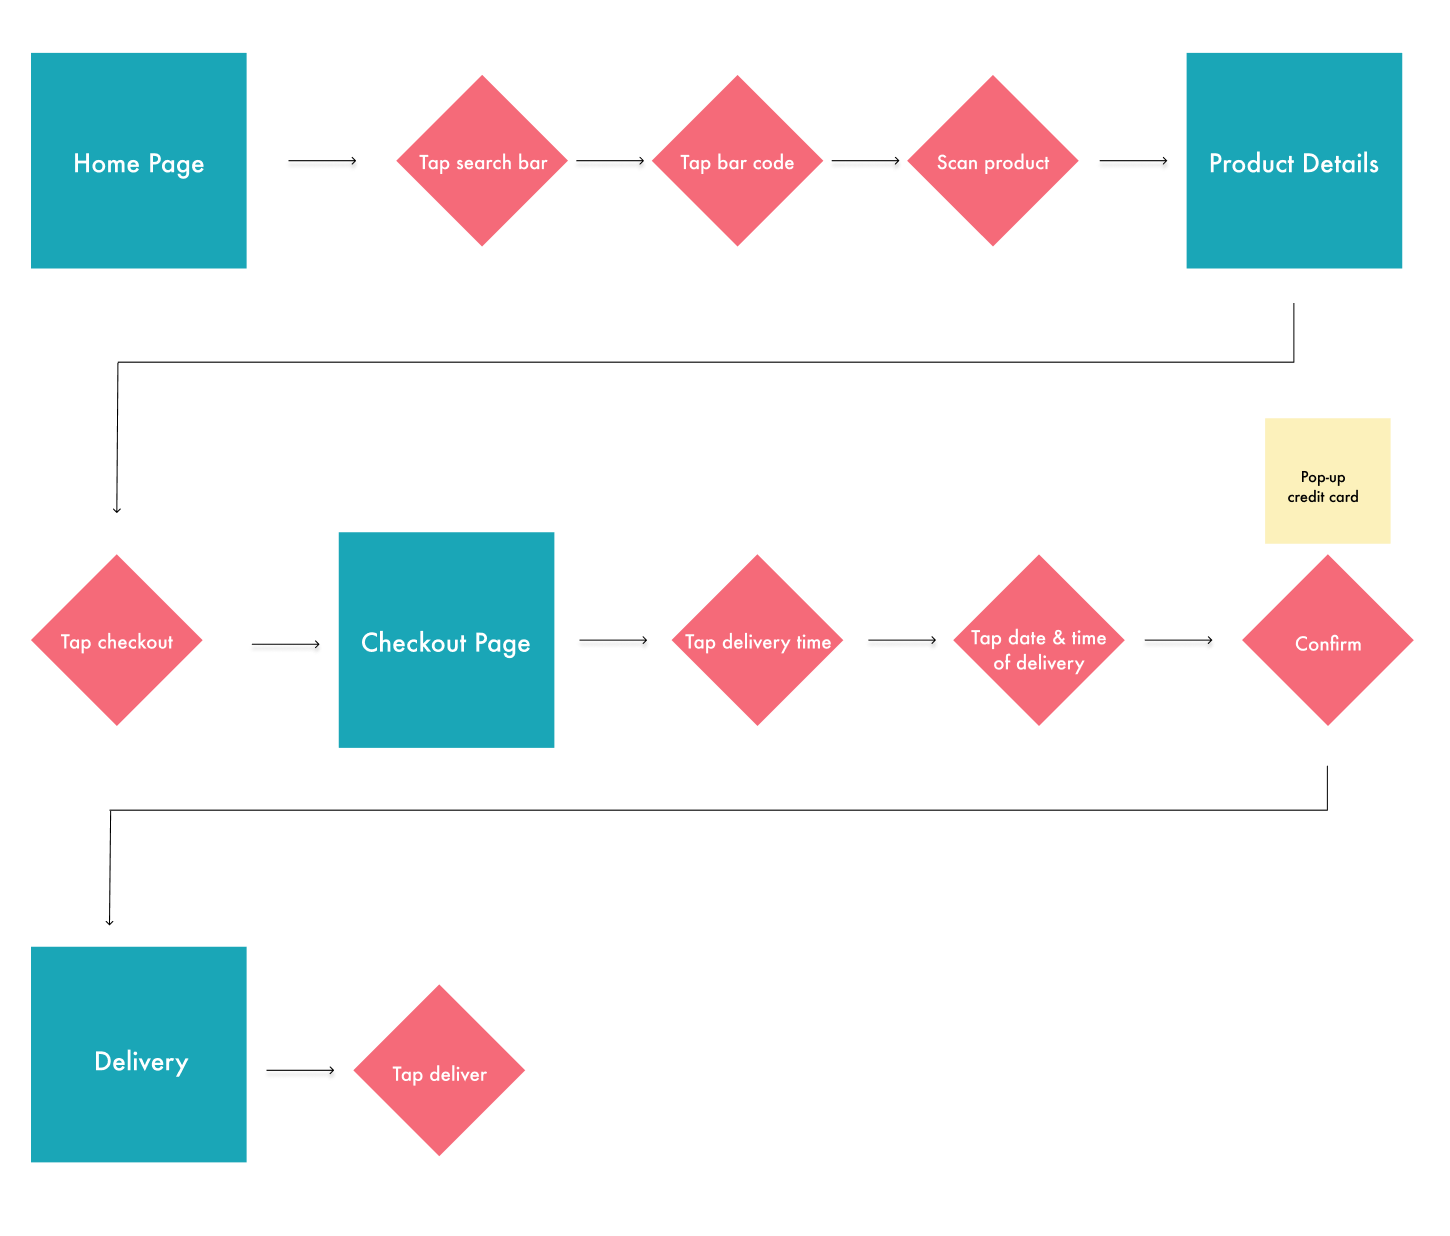 Home Page
Tap search bar
Tap bar code
Scan product
Product Details
Pop-up
credit card
Tap checkout
Checkout Page
Tap delivery time
Tap date & time
of delivery
Confirm
Delivery
Tap deliver